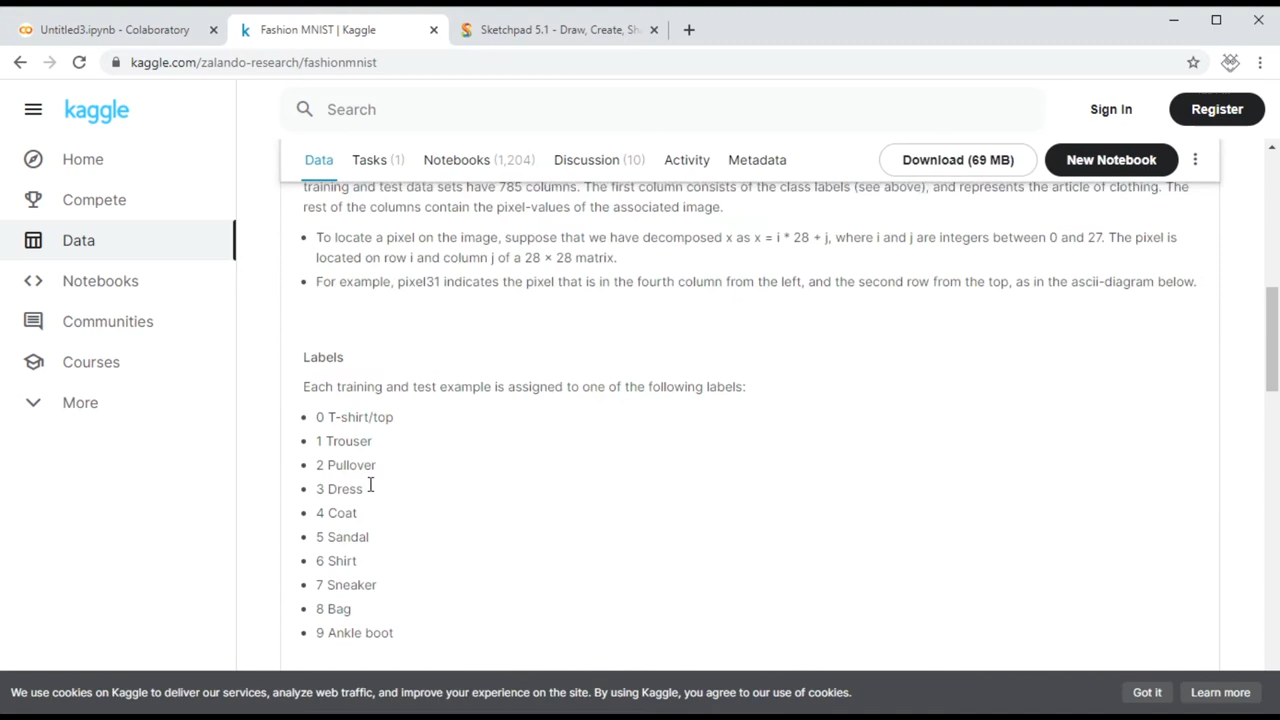 Untitled3.ipynb - Colaboratory
Fashion MNIST | Kaggle
Sketchpad 5.1 - Draw, Create, Sh
kaggle.com/zalando-research/fashionmnist
kaggle
Search
Sign In
Register
Data
Tasks (1)
Notebooks (1,204)
Discussion (10)
Activity
Metadata
Download (69 MB)
New Notebook
Home
Compete
Data
Notebooks
Communities
Courses
More
training and test data sets have 785 columns. The first column consists of the class labels (see above), and represents the article of clothing. The
rest of the columns contain the pixel-values of the associated image.
• To locate a pixel on the image, suppose that we have decomposed x as x = i * 28 + j, where i and j are integers between 0 and 27. The pixel is
located on row i and column j of a 28 × 28 matrix.
• For example, pixel31 indicates the pixel that is in the fourth column from the left, and the second row from the top, as in the ascii-diagram below.
Labels
Each training and test example is assigned to one of the following labels:
• 0 T-shirt/top
• 1 Trouser
• 2 Pullover
• 3 Dress
• 4 Coat
• 5 Sandal
• 6 Shirt
• 7 Sneaker
• 8 Bag
• 9 Ankle boot
We use cookies on Kaggle to deliver our services, analyze web traffic, and improve your experience on the site. By using Kaggle, you agree to our use of cookies.
Got it
Learn more